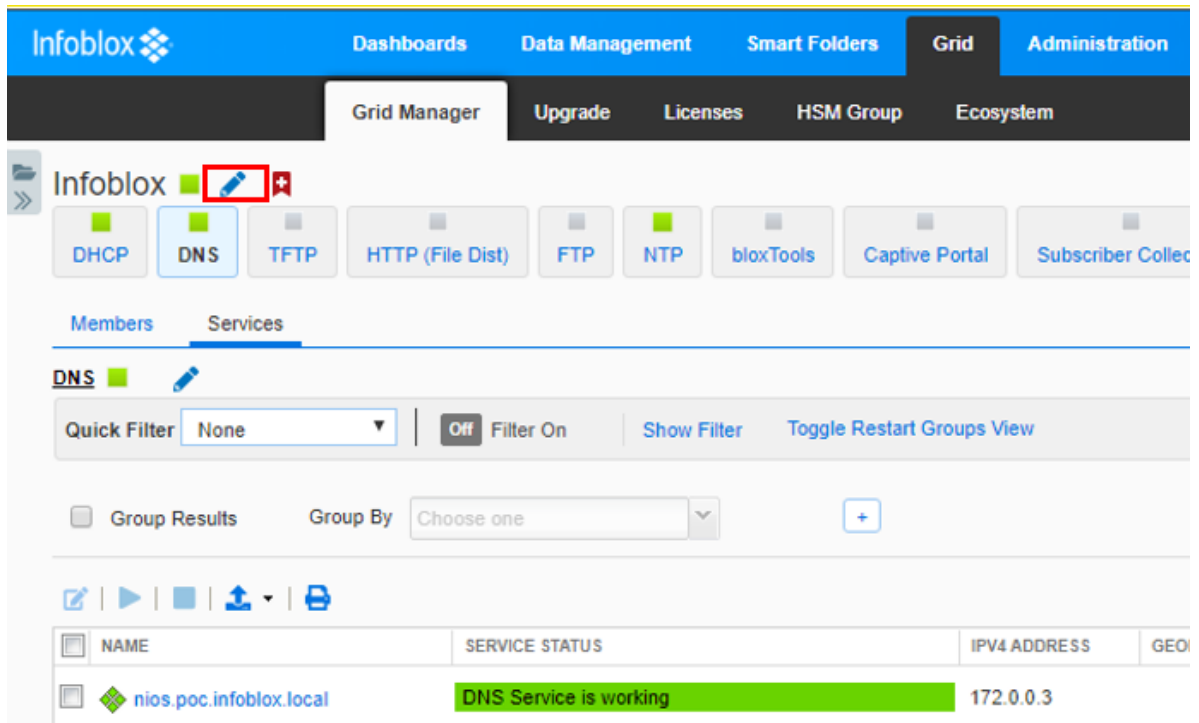 Infoblox Dashboards Data Management Smart Folders Grid Administration
Grid Manager Upgrade Licenses HSM Group Ecosystem
Infoblox
DHCP DNS TFTP HTTP (File Dist) FTP NTP bloxTools Captive Portal Subscriber Collec
Members Services
DNS
Quick Filter None Off Filter On Show Filter Toggle Restart Groups View
Group Results Group By Choose one +
NAME SERVICE STATUS IPV4 ADDRESS GEO
nios.poc.infoblox.local DNS Service is working 172.0.0.3